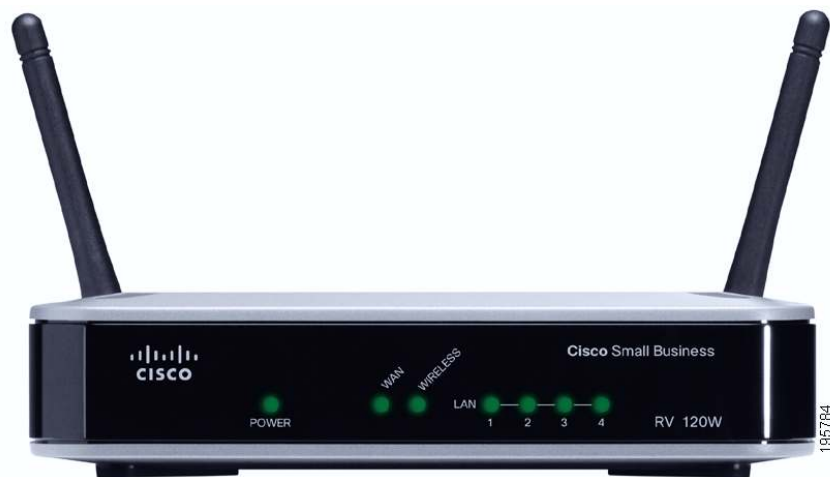 CISCO
Cisco Small Business
WAN
WIRELESS
POWER
LAN
1 2 3 4
RV 120W
195784